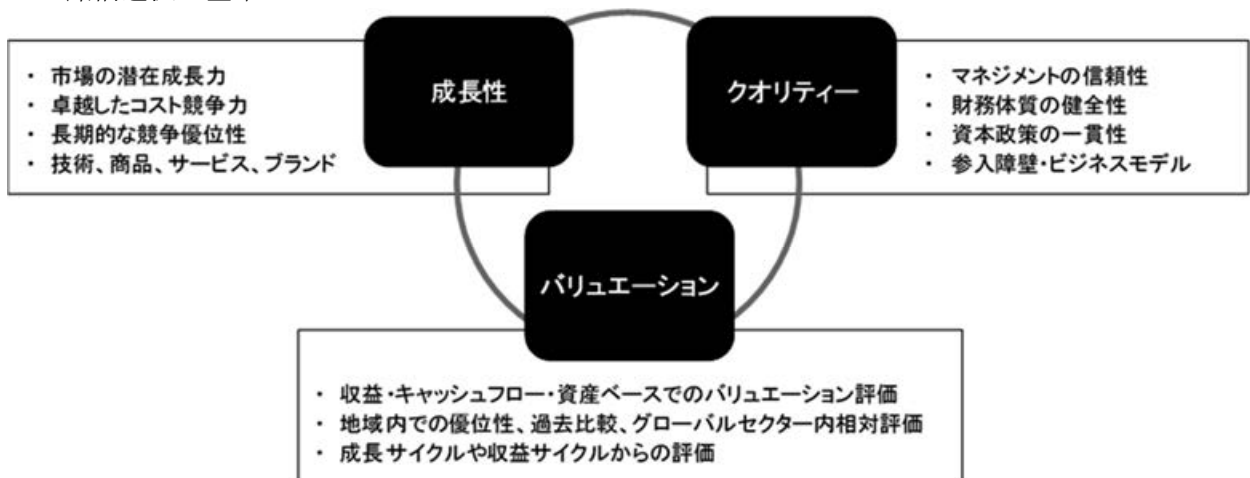 成長性
・ 市場の潜在成長力
・ 卓越したコスト競争力
・ 長期的な競争優位性
・ 技術、商品、サービス、ブランド
クオリティー
・ マネジメントの信頼性
・ 財務体質の健全性
・ 資本政策の一貫性
・ 参入障壁・ビジネスモデル
バリュエーション
・ 収益・キャッシュフロー・資産ベースでのバリュエーション評価
・ 地域内での優位性、過去比較、グローバルセクター内相対評価
・ 成長サイクルや収益サイクルからの評価